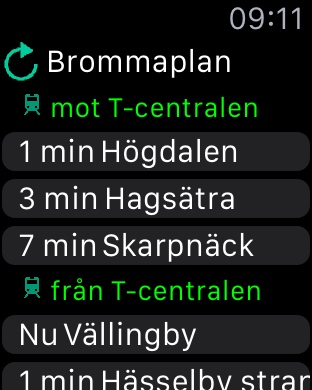 09:11
Brommaplan
mot T-centralen
1 min Högdalen
3 min Hagsätra
7 min Skarpnäck
från T-centralen
Nu Vällingby
1 min Hässelby stran